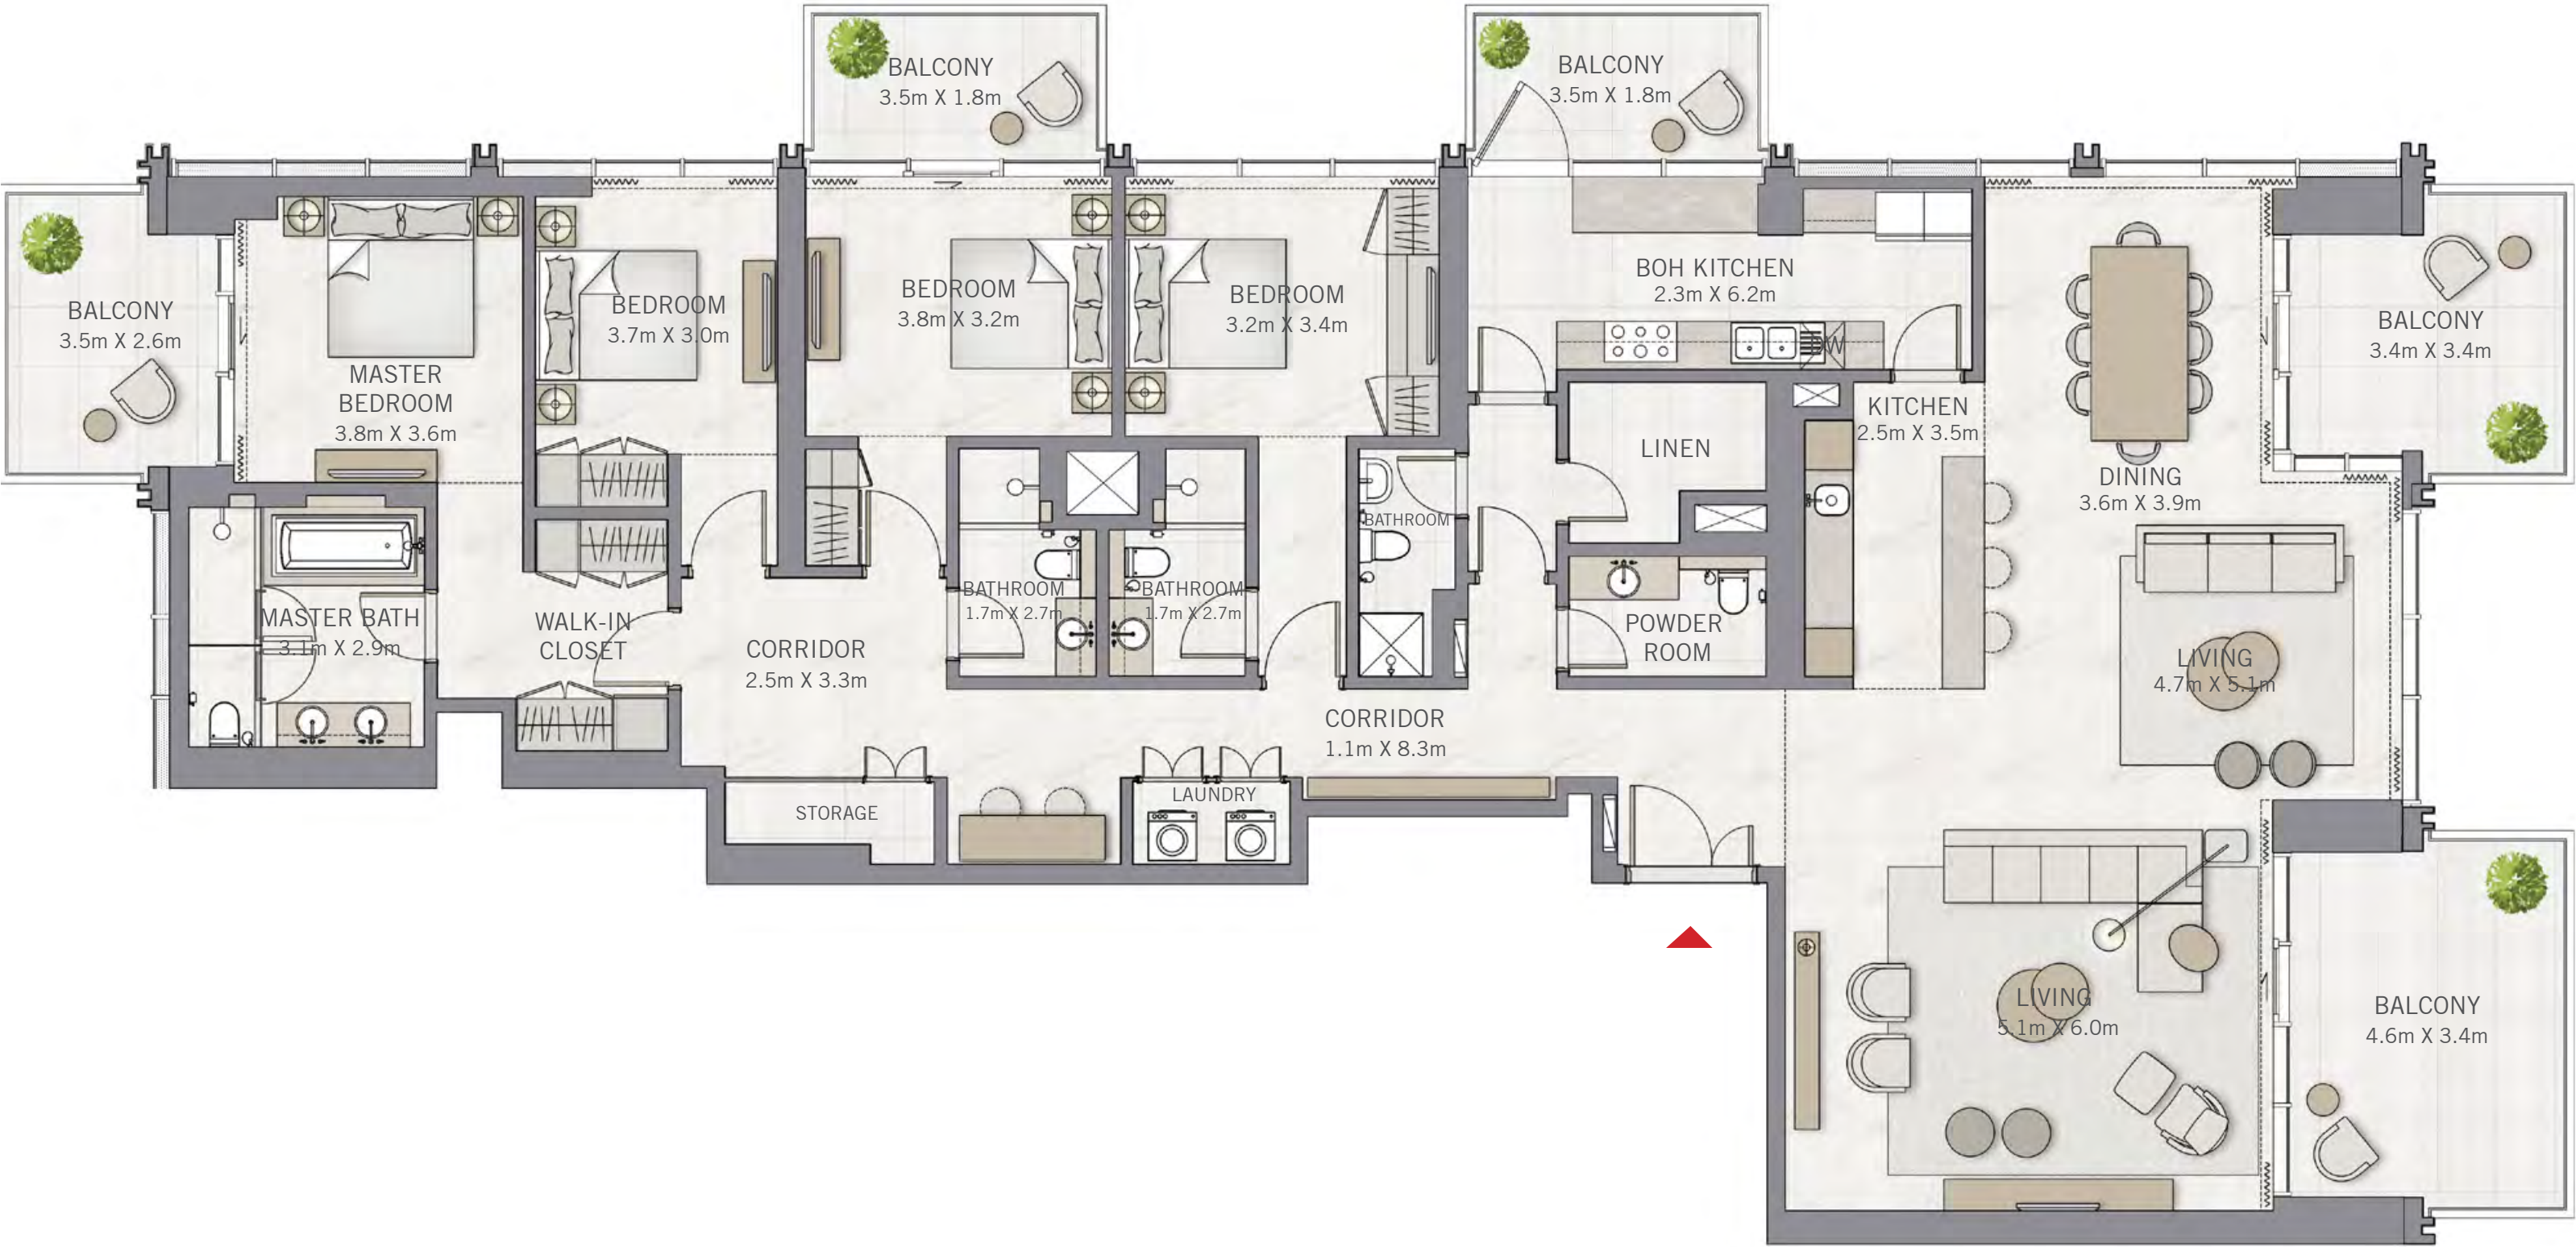 BALCONY
3.5m X 1.8m
BALCONY
3.5m X 1.8m
BALCONY
3.5m X 2.6m
MASTER
BEDROOM
3.8m X 3.6m
BEDROOM
3.7m X 3.0m
BEDROOM
3.8m X 3.2m
BEDROOM
3.2m X 3.4m
BOH KITCHEN
2.3m X 6.2m
DW
BALCONY
3.4m X 3.4m
KITCHEN
2.5m X 3.5m
LINEN
DINING
3.6m X 3.9m
BATHROOM
MASTER BATH
3.1m X 2.9m
WALK-IN
CLOSET
CORRIDOR
2.5m X 3.3m
BATHROOM
1.7m X 2.7m
BATHROOM
1.7m X 2.7m
POWDER
ROOM
LIVING
4.7m X 5.1m
CORRIDOR
1.1m X 8.3m
STORAGE
LAUNDRY
LIVING
5.1m X 6.0m
BALCONY
4.6m X 3.4m